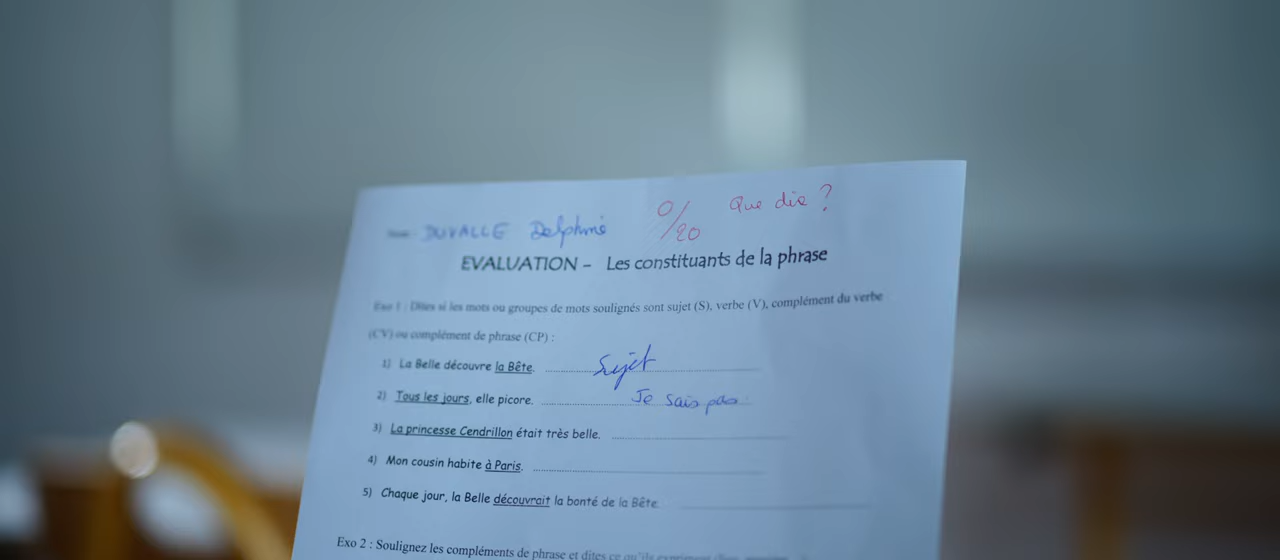 DUVALLE Delphine 0/20 Que dire ?
EVALUATION – Les constituants de la phrase
Exo 1 : Dites si les mots ou groupes de mots soulignés sont sujet (S), verbe (V), complément du verbe
(CV) ou complément de phrase (CP) :
1) La Belle découvre la Bête. Sujet
2) Tous les jours, elle picore. Je sais pas.
3) La princesse Cendrillon était très belle.
4) Mon cousin habite à Paris.
5) Chaque jour, la Belle découvrait la bonté de la Bête.
Exo 2 : Soulignez les compléments de phrase et dites ce qu'ils expriment